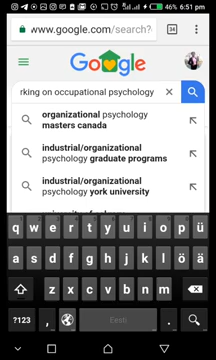 6:51 pm
www.google.com/search?
34
Google
rking on occupational psychology
organizational psychology
masters canada
industrial/organizational
psychology graduate programs
industrial/organizational
psychology york university
q w e r t y u i o p ü
a s d f g h j k l ö ä
z x c v b n m
?123 , Eesti .